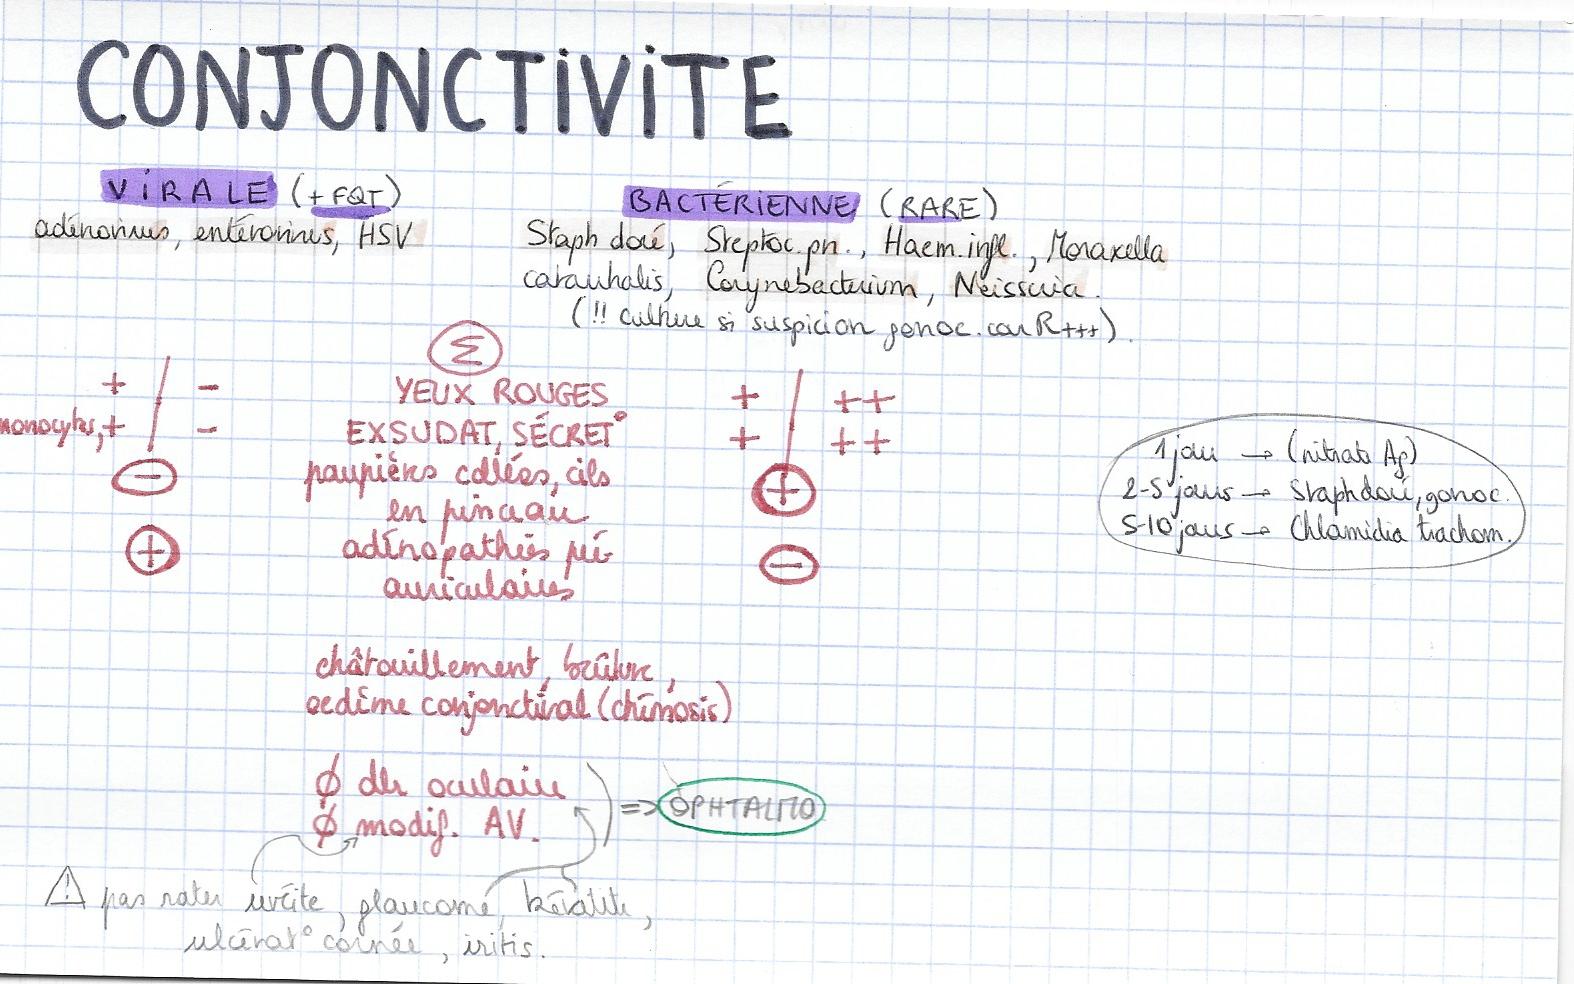 CONJONCTIVITE
VIRALE (+ FQT)
adénovirus, entérovirus, HSV
BACTÉRIENNE (RARE)
Staph doré, Streptoc. pn., Haem. infl., Moraxella
catarrhalis, Corynebacterium, Neisseria.
(!! culture si suspicion gonoc. car R+++).
Σ
+ / - YEUX ROUGES + / ++
monocytes, + / - EXSUDAT, SÉCRET° + / ++
- paupières collées, cils +
en pinceau
+ adénopathies pré -
auriculaires
1 jour → (nitrate Ag)
2-5 jours → Staph doré, gonoc.
5-10 jours → Chlamidia trachom.
châtouillement, brûlure,
oedème conjonctival (chémosis)
∅ dlr oculaire
∅ modif. AV.
=> OPHTALMO
⚠ pas rater uvéite, glaucome, kératite,
ulcérat° cornée, iritis.